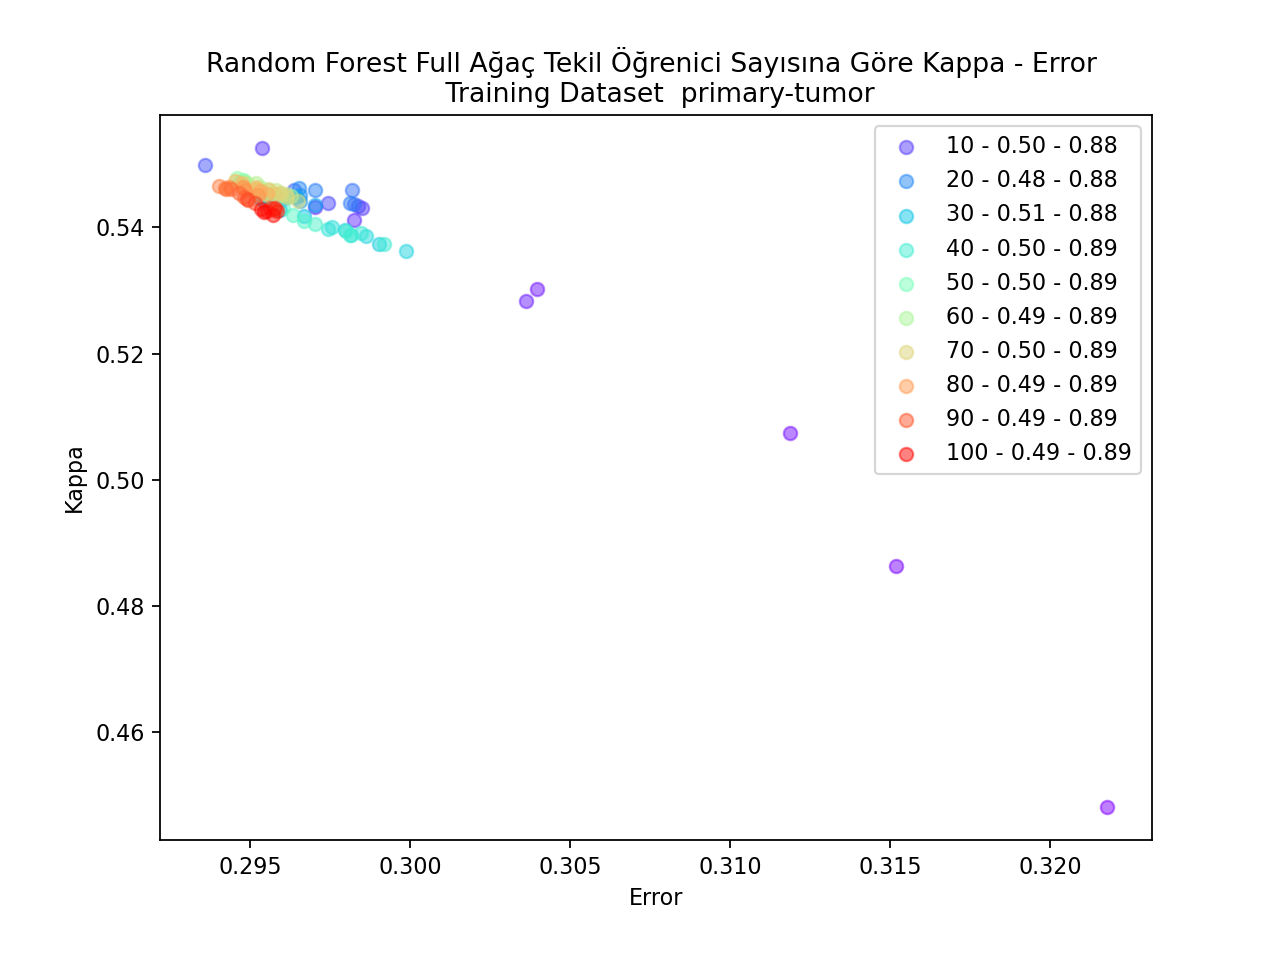 Random Forest Full Ağaç Tekil Öğrenici Sayısına Göre Kappa - Error
Training Dataset  primary-tumor
10 - 0.50 - 0.88
20 - 0.48 - 0.88
30 - 0.51 - 0.88
40 - 0.50 - 0.89
50 - 0.50 - 0.89
60 - 0.49 - 0.89
70 - 0.50 - 0.89
80 - 0.49 - 0.89
90 - 0.49 - 0.89
100 - 0.49 - 0.89
Kappa
0.54
0.52
0.50
0.48
0.46
0.295
0.300
0.305
0.310
0.315
0.320
Error